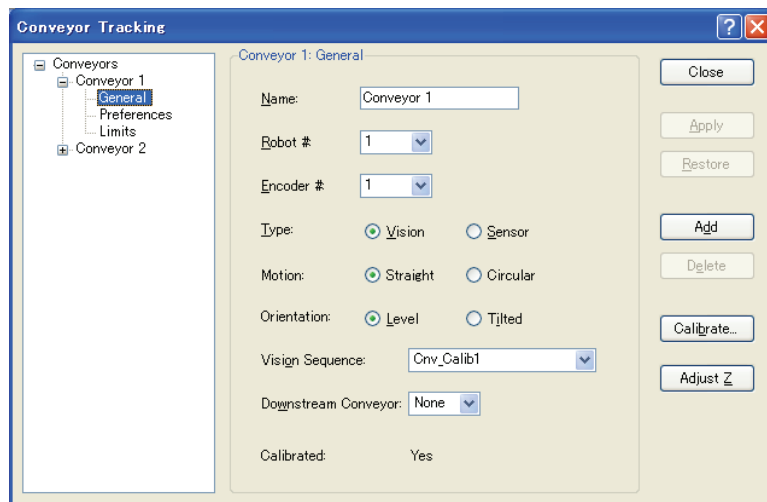 Conveyor Tracking
Conveyors
Conveyor 1
General
Preferences
Limits
Conveyor 2
Conveyor 1: General
Name: Conveyor 1
Robot #: 1
Encoder #: 1
Type: Vision Sensor
Motion: Straight Circular
Orientation: Level Tilted
Vision Sequence: Cnv_Calib1
Downstream Conveyor: None
Calibrated: Yes
Close
Apply
Restore
Add
Delete
Calibrate...
Adjust Z